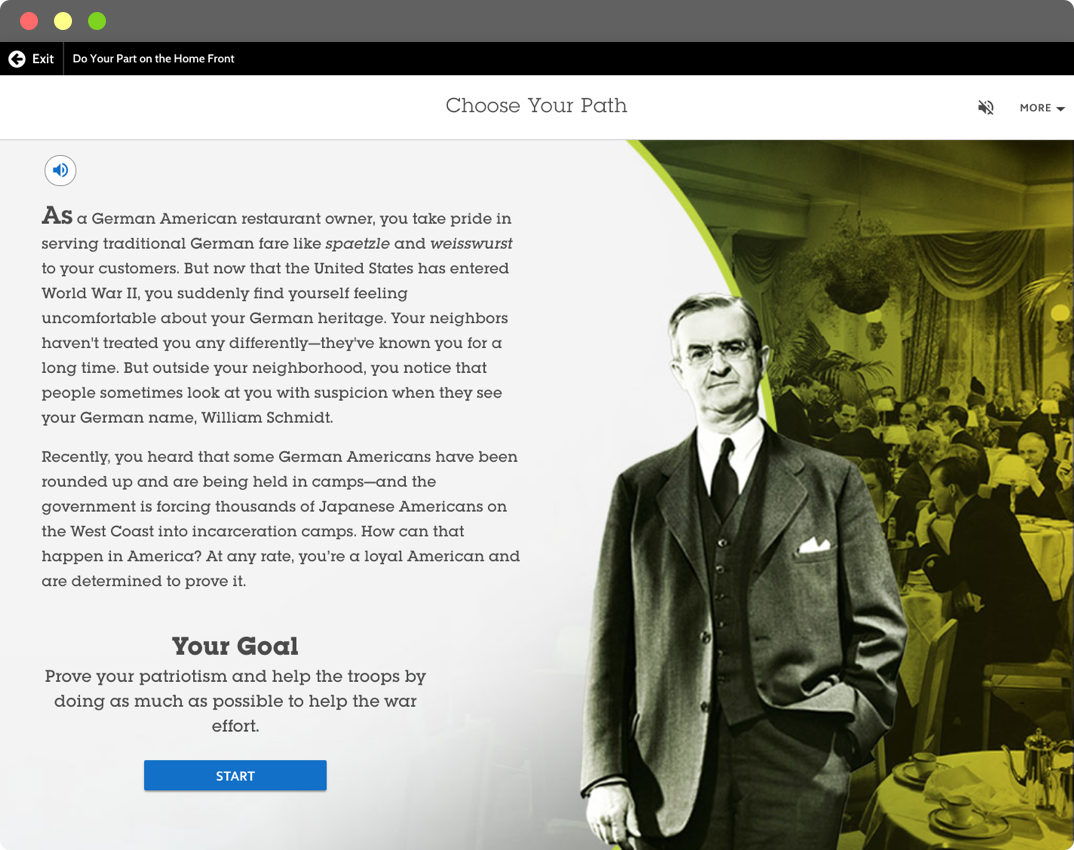 Exit
Do Your Part on the Home Front
Choose Your Path
MORE
As a German American restaurant owner, you take pride in
serving traditional German fare like spaetzle and weisswurst
to your customers. But now that the United States has entered
World War II, you suddenly find yourself feeling
uncomfortable about your German heritage. Your neighbors
haven't treated you any differently—they've known you for a
long time. But outside your neighborhood, you notice that
people sometimes look at you with suspicion when they see
your German name, William Schmidt.
Recently, you heard that some German Americans have been
rounded up and are being held in camps—and the
government is forcing thousands of Japanese Americans on
the West Coast into incarceration camps. How can that
happen in America? At any rate, you're a loyal American and
are determined to prove it.
Your Goal
Prove your patriotism and help the troops by
doing as much as possible to help the war
effort.
START